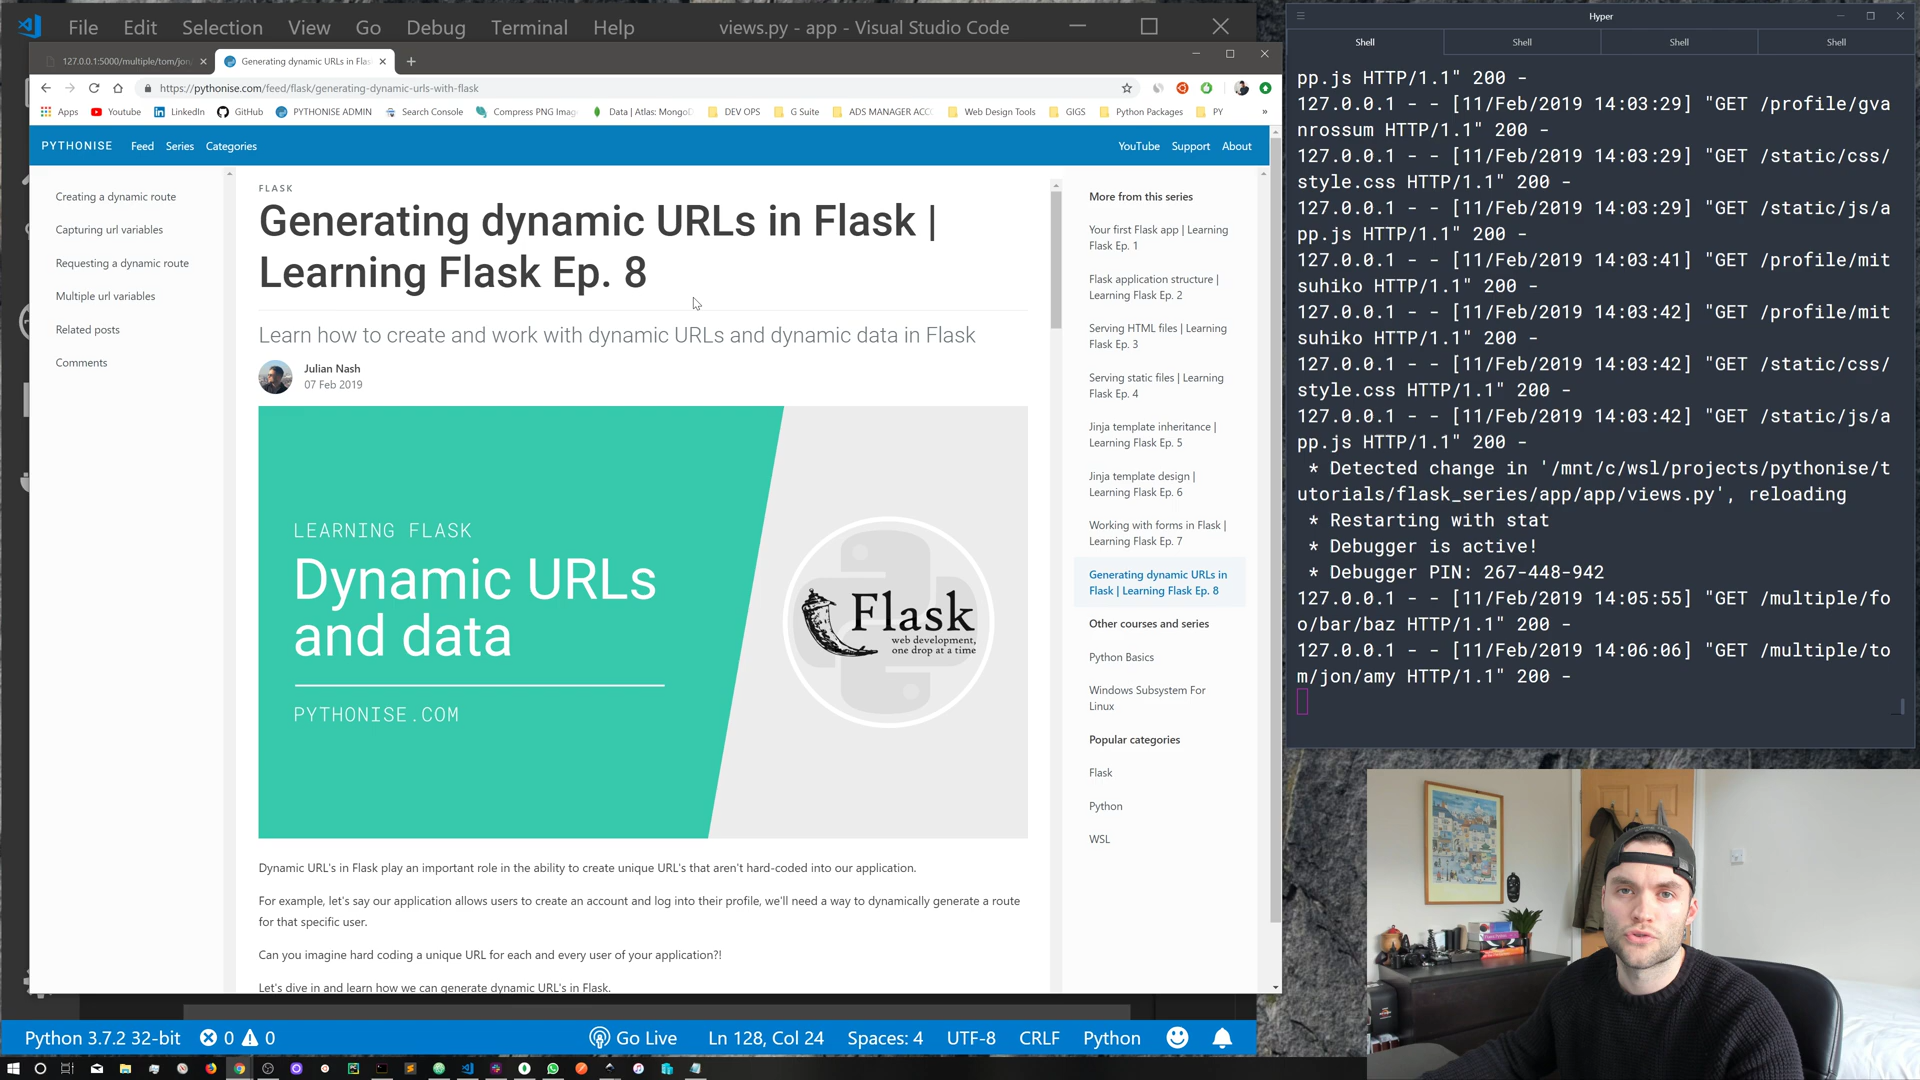 File Edit Selection View Go Debug Terminal Help views.py - app - Visual Studio Code
127.0.0.1:5000/multiple/tom/jon/
Generating dynamic URLs in Flas
https://pythonise.com/feed/flask/generating-dynamic-urls-with-flask
Apps Youtube LinkedIn GitHub PYTHONISE ADMIN Search Console Compress PNG Imag Data | Atlas: MongoD DEV OPS G Suite ADS MANAGER ACC Web Design Tools GIGS Python Packages PY »
PYTHONISE Feed Series Categories YouTube Support About
Creating a dynamic route
Capturing url variables
Requesting a dynamic route
Multiple url variables
Related posts
Comments
FLASK
Generating dynamic URLs in Flask |
Learning Flask Ep. 8
Learn how to create and work with dynamic URLs and dynamic data in Flask
Julian Nash
07 Feb 2019
LEARNING FLASK
Dynamic URLs
and data
PYTHONISE.COM
Flask
web development,
one drop at a time
Dynamic URL's in Flask play an important role in the ability to create unique URL's that aren't hard-coded into our application.
For example, let's say our application allows users to create an account and log into their profile, we'll need a way to dynamically generate a route
for that specific user.
Can you imagine hard coding a unique URL for each and every user of your application?!
Let's dive in and learn how we can generate dynamic URL's in Flask.
More from this series
Your first Flask app | Learning
Flask Ep. 1
Flask application structure |
Learning Flask Ep. 2
Serving HTML files | Learning
Flask Ep. 3
Serving static files | Learning
Flask Ep. 4
Jinja template inheritance |
Learning Flask Ep. 5
Jinja template design |
Learning Flask Ep. 6
Working with forms in Flask |
Learning Flask Ep. 7
Generating dynamic URLs in
Flask | Learning Flask Ep. 8
Other courses and series
Python Basics
Windows Subsystem For
Linux
Popular categories
Flask
Python
WSL
Python 3.7.2 32-bit 0 0 Go Live Ln 128, Col 24 Spaces: 4 UTF-8 CRLF Python
Hyper
Shell Shell Shell Shell
pp.js HTTP/1.1" 200 -
127.0.0.1 - - [11/Feb/2019 14:03:29] "GET /profile/gva
nrossum HTTP/1.1" 200 -
127.0.0.1 - - [11/Feb/2019 14:03:29] "GET /static/css/
style.css HTTP/1.1" 200 -
127.0.0.1 - - [11/Feb/2019 14:03:29] "GET /static/js/a
pp.js HTTP/1.1" 200 -
127.0.0.1 - - [11/Feb/2019 14:03:41] "GET /profile/mit
suhiko HTTP/1.1" 200 -
127.0.0.1 - - [11/Feb/2019 14:03:42] "GET /profile/mit
suhiko HTTP/1.1" 200 -
127.0.0.1 - - [11/Feb/2019 14:03:42] "GET /static/css/
style.css HTTP/1.1" 200 -
127.0.0.1 - - [11/Feb/2019 14:03:42] "GET /static/js/a
pp.js HTTP/1.1" 200 -
* Detected change in '/mnt/c/wsl/projects/pythonise/t
utorials/flask_series/app/app/views.py', reloading
* Restarting with stat
* Debugger is active!
* Debugger PIN: 267-448-942
127.0.0.1 - - [11/Feb/2019 14:05:55] "GET /multiple/fo
o/bar/baz HTTP/1.1" 200 -
127.0.0.1 - - [11/Feb/2019 14:06:06] "GET /multiple/to
m/jon/amy HTTP/1.1" 200 -